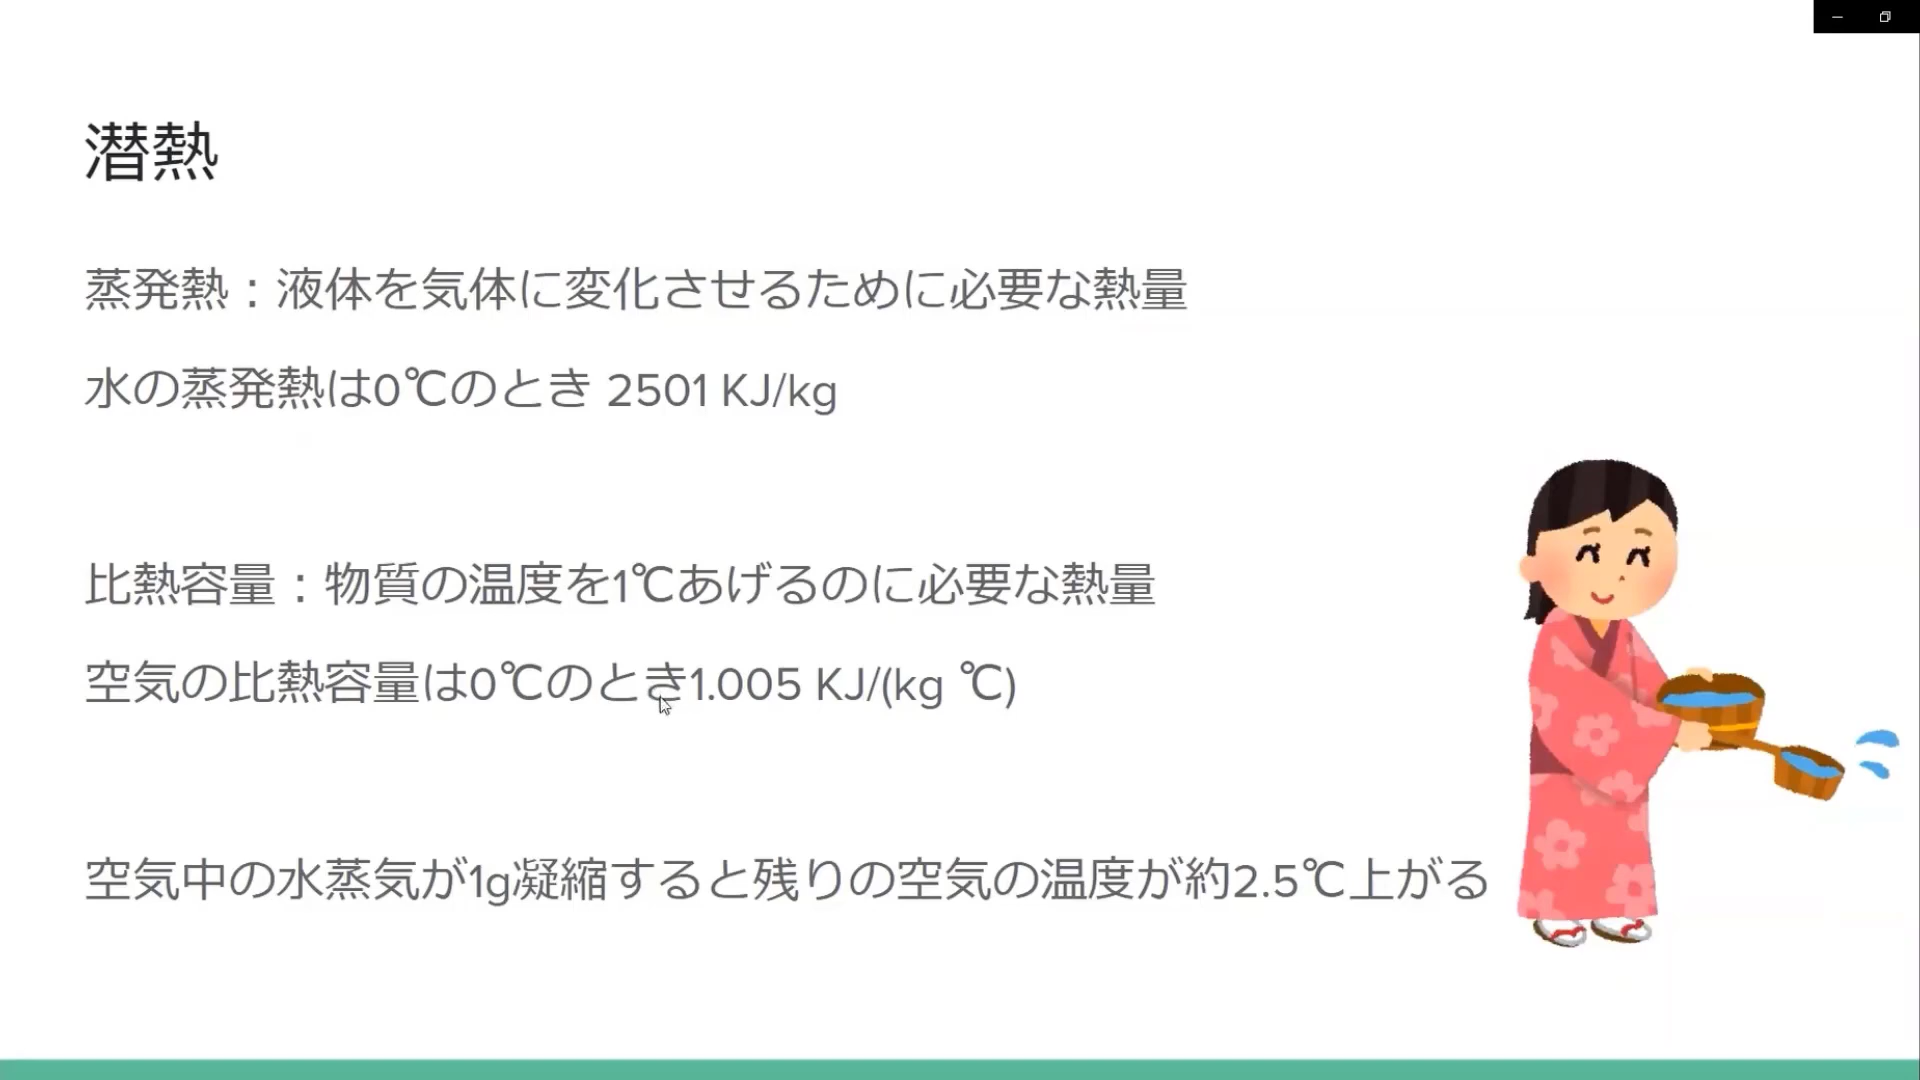 潜熱
蒸発熱：液体を気体に変化させるために必要な熱量
水の蒸発熱は0℃のとき 2501 KJ/kg
比熱容量：物質の温度を1℃あげるのに必要な熱量
空気の比熱容量は0℃のとき1.005 KJ/(kg ℃)
空気中の水蒸気が1g凝縮すると残りの空気の温度が約2.5℃上がる